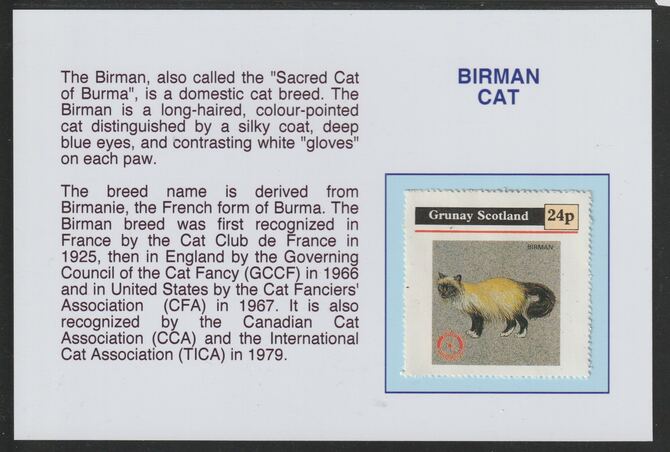 The Birman, also called the "Sacred Cat
of Burma", is a domestic cat breed. The
Birman is a long-haired, colour-pointed
cat distinguished by a silky coat, deep
blue eyes, and contrasting white "gloves"
on each paw.
The breed name is derived from
Birmanie, the French form of Burma. The
Birman breed was first recognized in
France by the Cat Club de France in
1925, then in England by the Governing
Council of the Cat Fancy (GCCF) in 1966
and in United States by the Cat Fanciers'
Association (CFA) in 1967. It is also
recognized by the Canadian Cat
Association (CCA) and the International
Cat Association (TICA) in 1979.
BIRMAN
CAT
Grunay Scotland 24p
BIRMAN